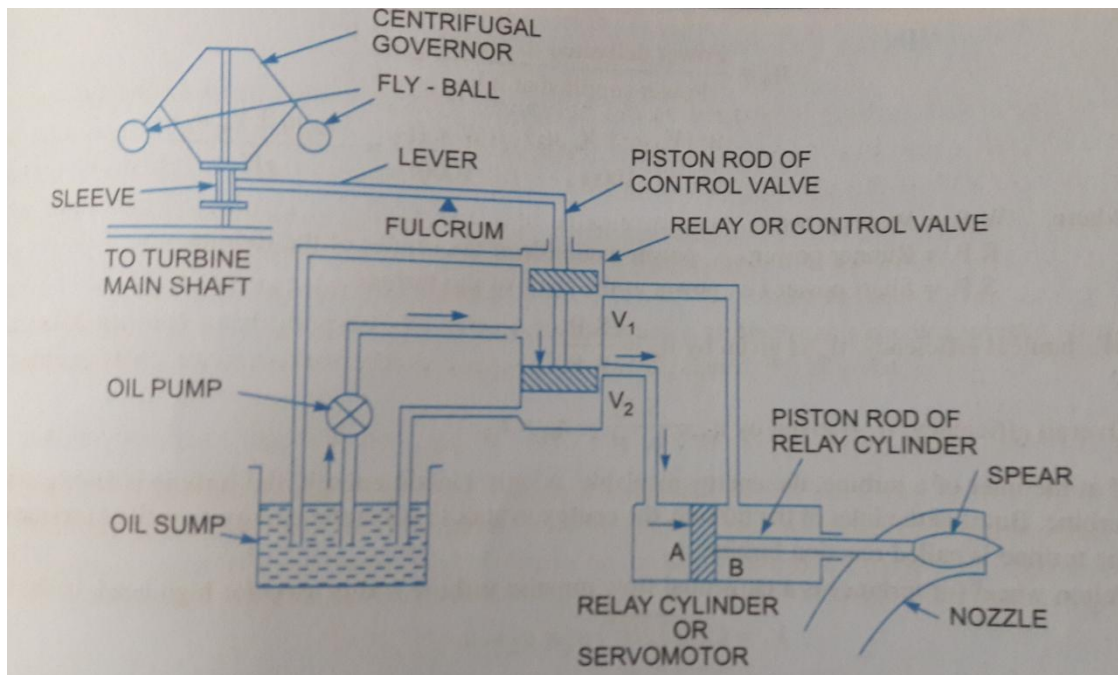 CENTRIFUGAL
GOVERNOR
FLY - BALL
LEVER
PISTON ROD OF
CONTROL VALVE
SLEEVE
FULCRUM
RELAY OR CONTROL VALVE
TO TURBINE
MAIN SHAFT
V1
OIL PUMP
V2
PISTON ROD OF
RELAY CYLINDER
SPEAR
OIL SUMP
A
B
NOZZLE
RELAY CYLINDER
OR
SERVOMOTOR